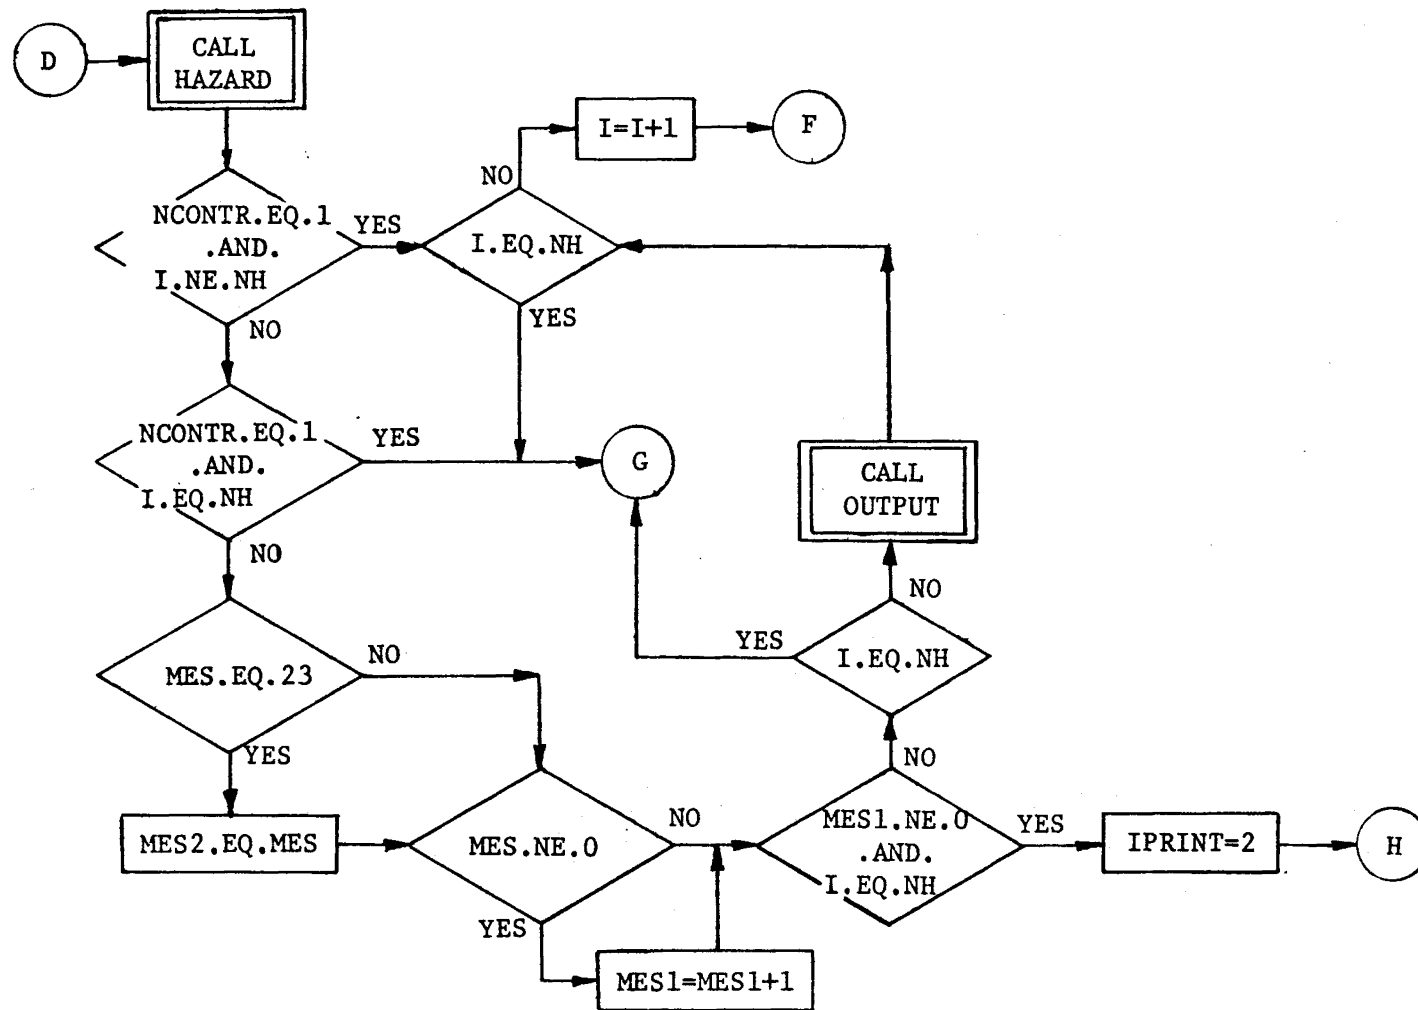 D
CALL
HAZARD
I=I+1
F
NO
NCONTR.EQ.1
.AND.
I.NE.NH
YES
I.EQ.NH
YES
NO
NCONTR.EQ.1
.AND.
I.EQ.NH
YES
G
CALL
OUTPUT
NO
NO
YES
I.EQ.NH
MES.EQ.23
NO
YES
NO
MES2.EQ.MES
MES.NE.0
NO
MES1.NE.0
.AND.
I.EQ.NH
YES
IPRINT=2
H
YES
MES1=MES1+1